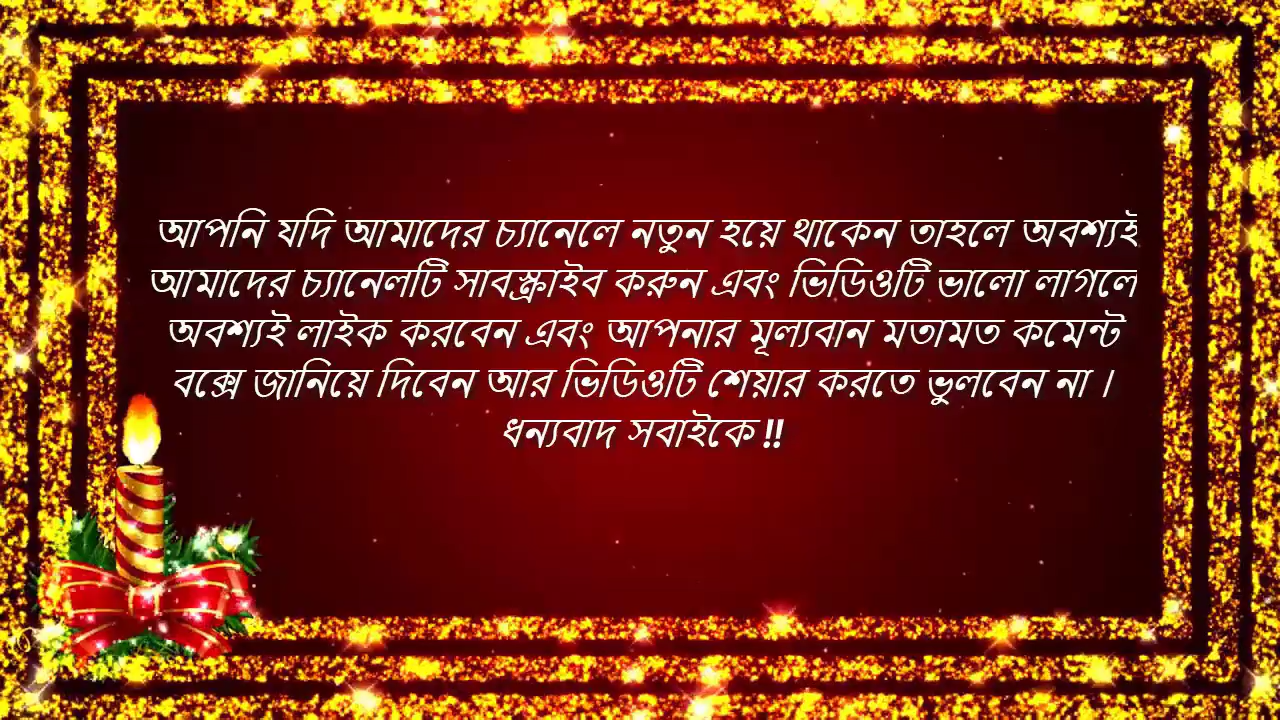 আপনি যদি আমাদের চ্যানেলে নতুন হয়ে থাকেন তাহলে অবশ্যই
আমাদের চ্যানেলটি সাবস্ক্রাইব করুন এবং ভিডিওটি ভালো লাগলে
অবশ্যই লাইক করবেন এবং আপনার মূল্যবান মতামত কমেন্ট
বক্সে জানিয়ে দিবেন আর ভিডিওটি শেয়ার করতে ভুলবেন না ।
ধন্যবাদ সবাইকে !!